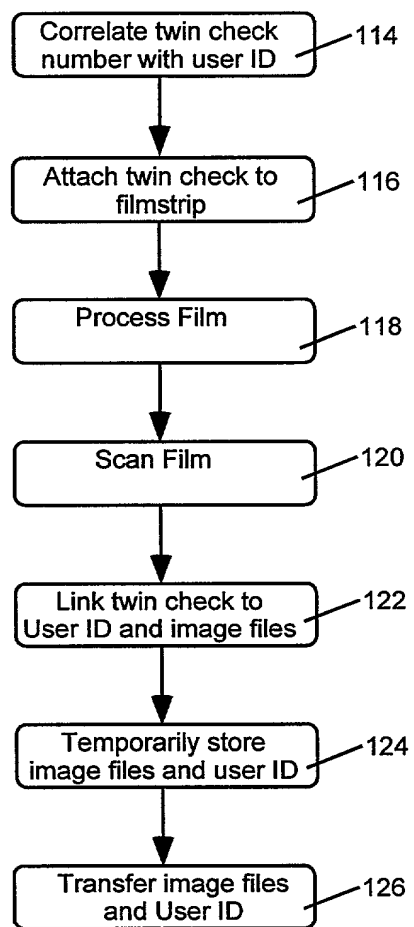 Correlate twin check
number with user ID
114
Attach twin check to
filmstrip
116
Process Film
118
Scan Film
120
Link twin check to
User ID and image files
122
Temporarily store
image files and user ID
124
Transfer image files
and User ID
126